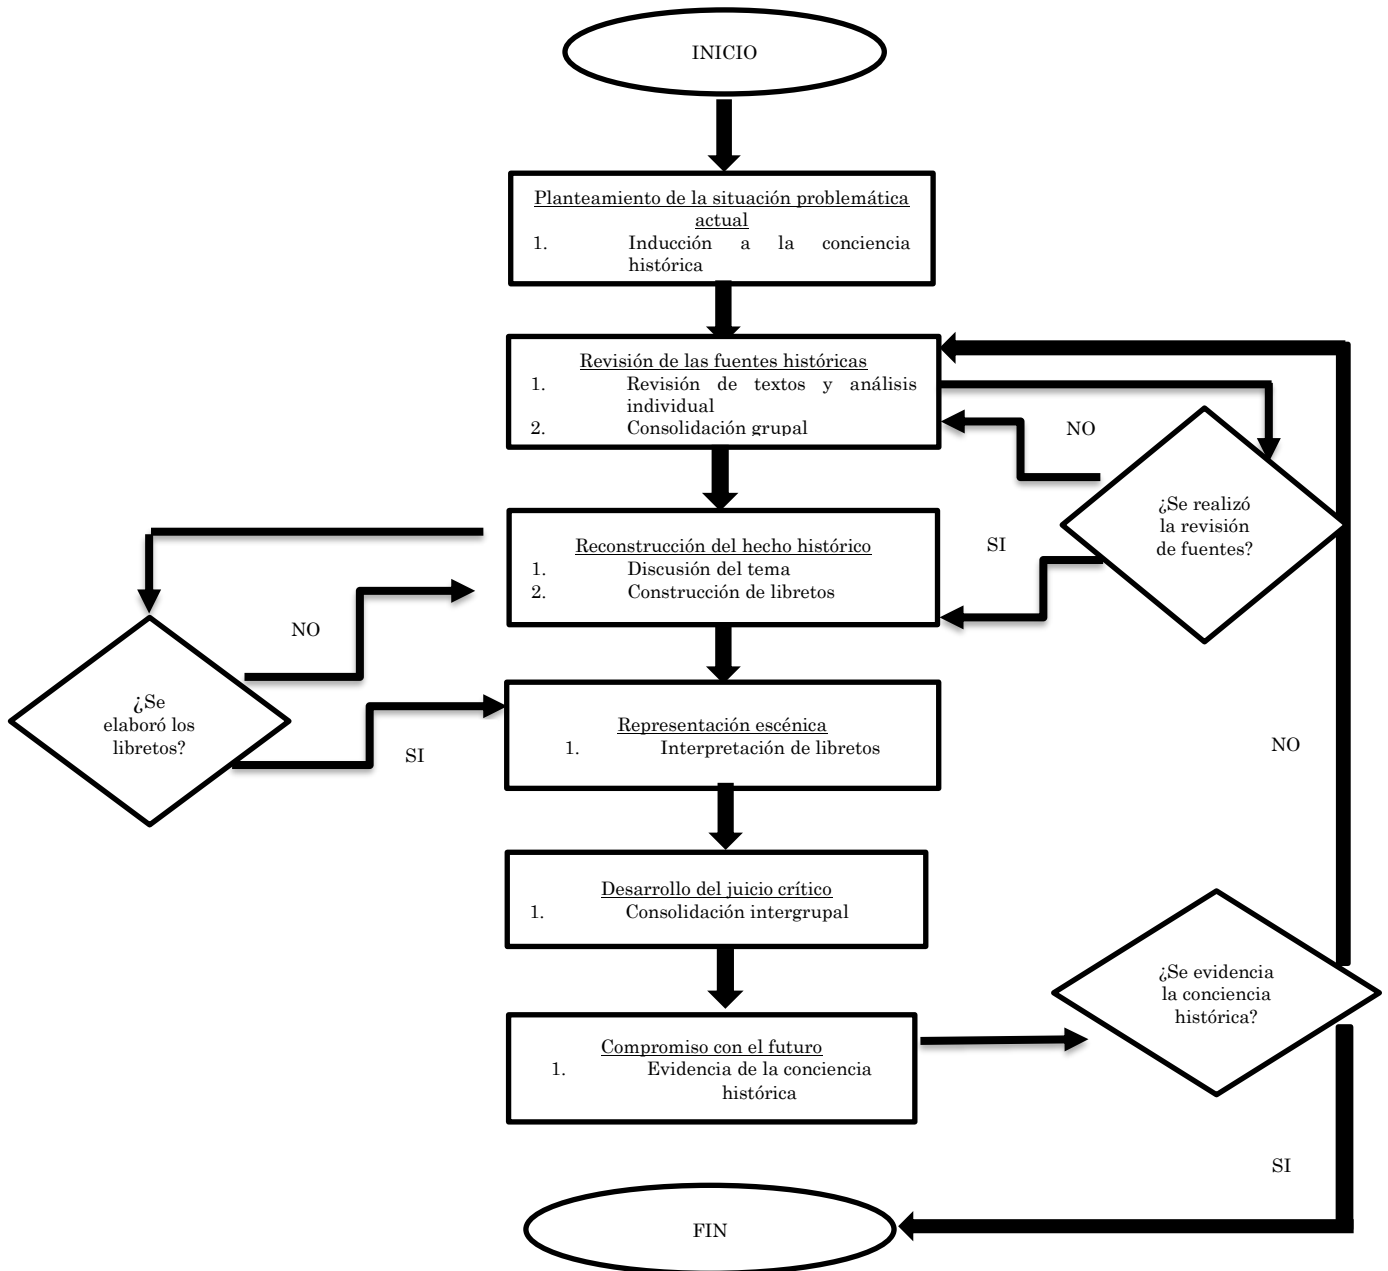 INICIO
Planteamiento de la situación problemática
actual
1. Inducción a la conciencia
histórica
Revisión de las fuentes históricas
1. Revisión de textos y análisis
individual
2. Consolidación grupal
NO
¿Se realizó
la revisión
de fuentes?
SI
Reconstrucción del hecho histórico
1. Discusión del tema
2. Construcción de libretos
NO
¿Se
elaboró los
libretos?
SI
Representación escénica
1. Interpretación de libretos
NO
Desarrollo del juicio crítico
1. Consolidación intergrupal
¿Se evidencia
la conciencia
histórica?
Compromiso con el futuro
1. Evidencia de la conciencia
histórica
SI
FIN